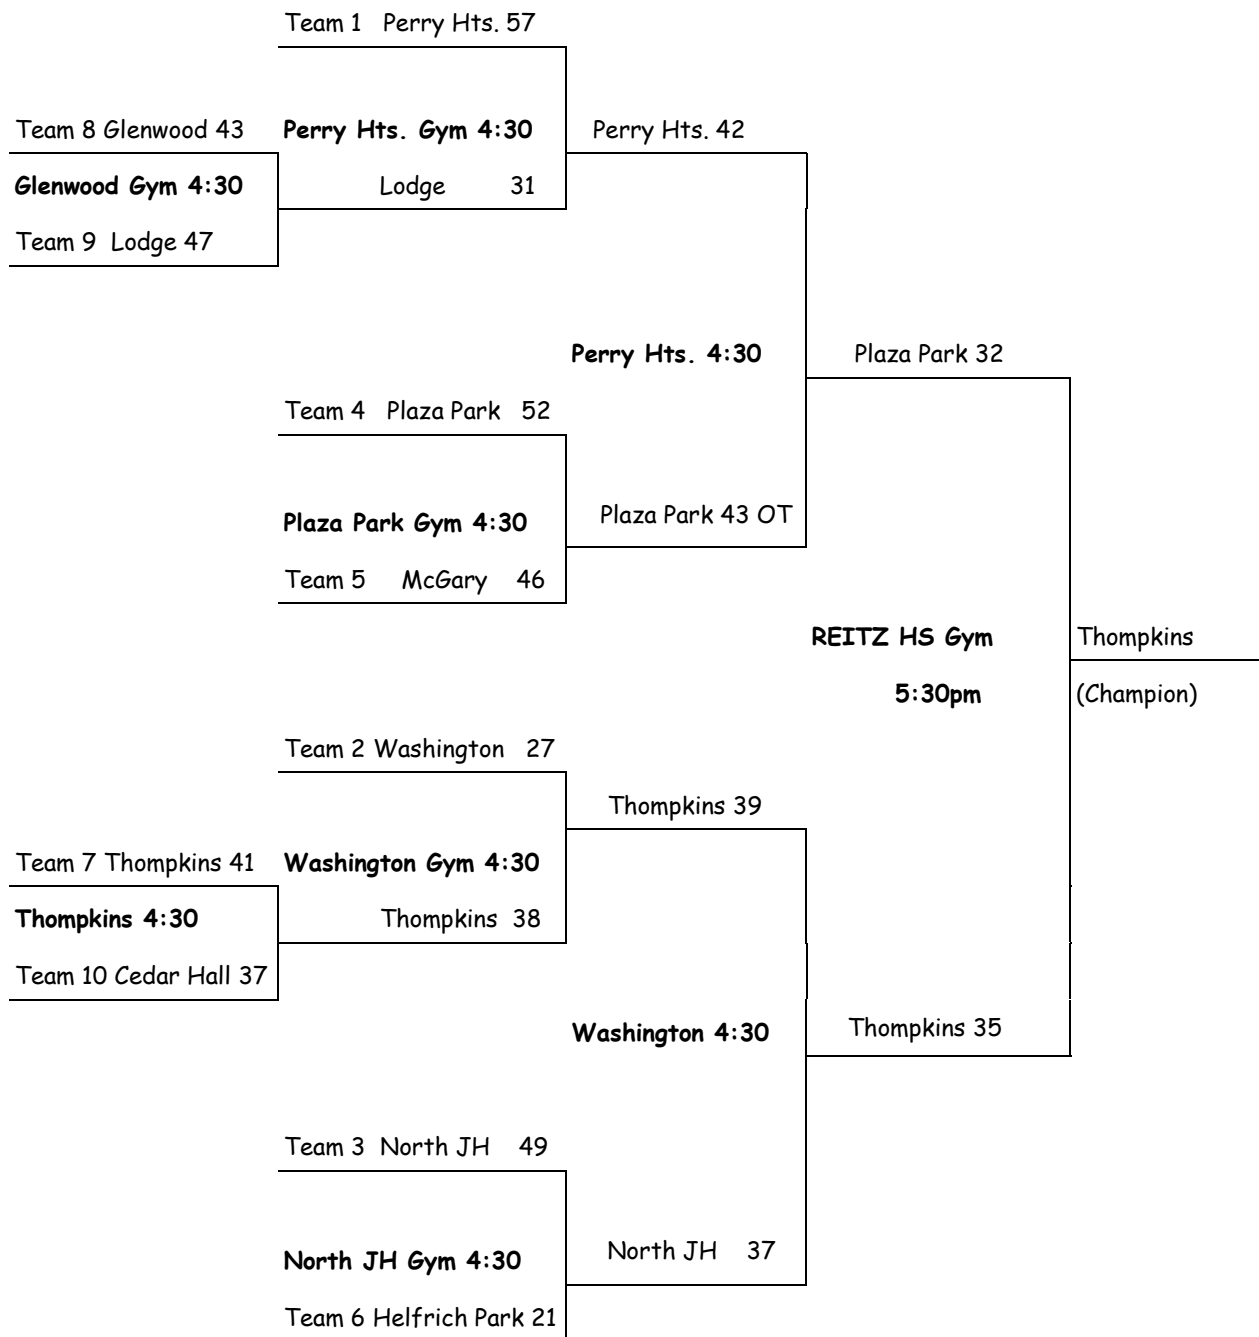 Team 1 Perry Hts. 57
Team 8 Glenwood 43
Perry Hts. Gym 4:30
Perry Hts. 42
Glenwood Gym 4:30
Lodge 31
Team 9 Lodge 47
Perry Hts. 4:30
Plaza Park 32
Team 4 Plaza Park 52
Plaza Park Gym 4:30
Plaza Park 43 OT
Team 5 McGary 46
REITZ HS Gym
Thompkins
5:30pm
(Champion)
Team 2 Washington 27
Thompkins 39
Team 7 Thompkins 41
Washington Gym 4:30
Thompkins 4:30
Thompkins 38
Team 10 Cedar Hall 37
Washington 4:30
Thompkins 35
Team 3 North JH 49
North JH Gym 4:30
North JH 37
Team 6 Helfrich Park 21